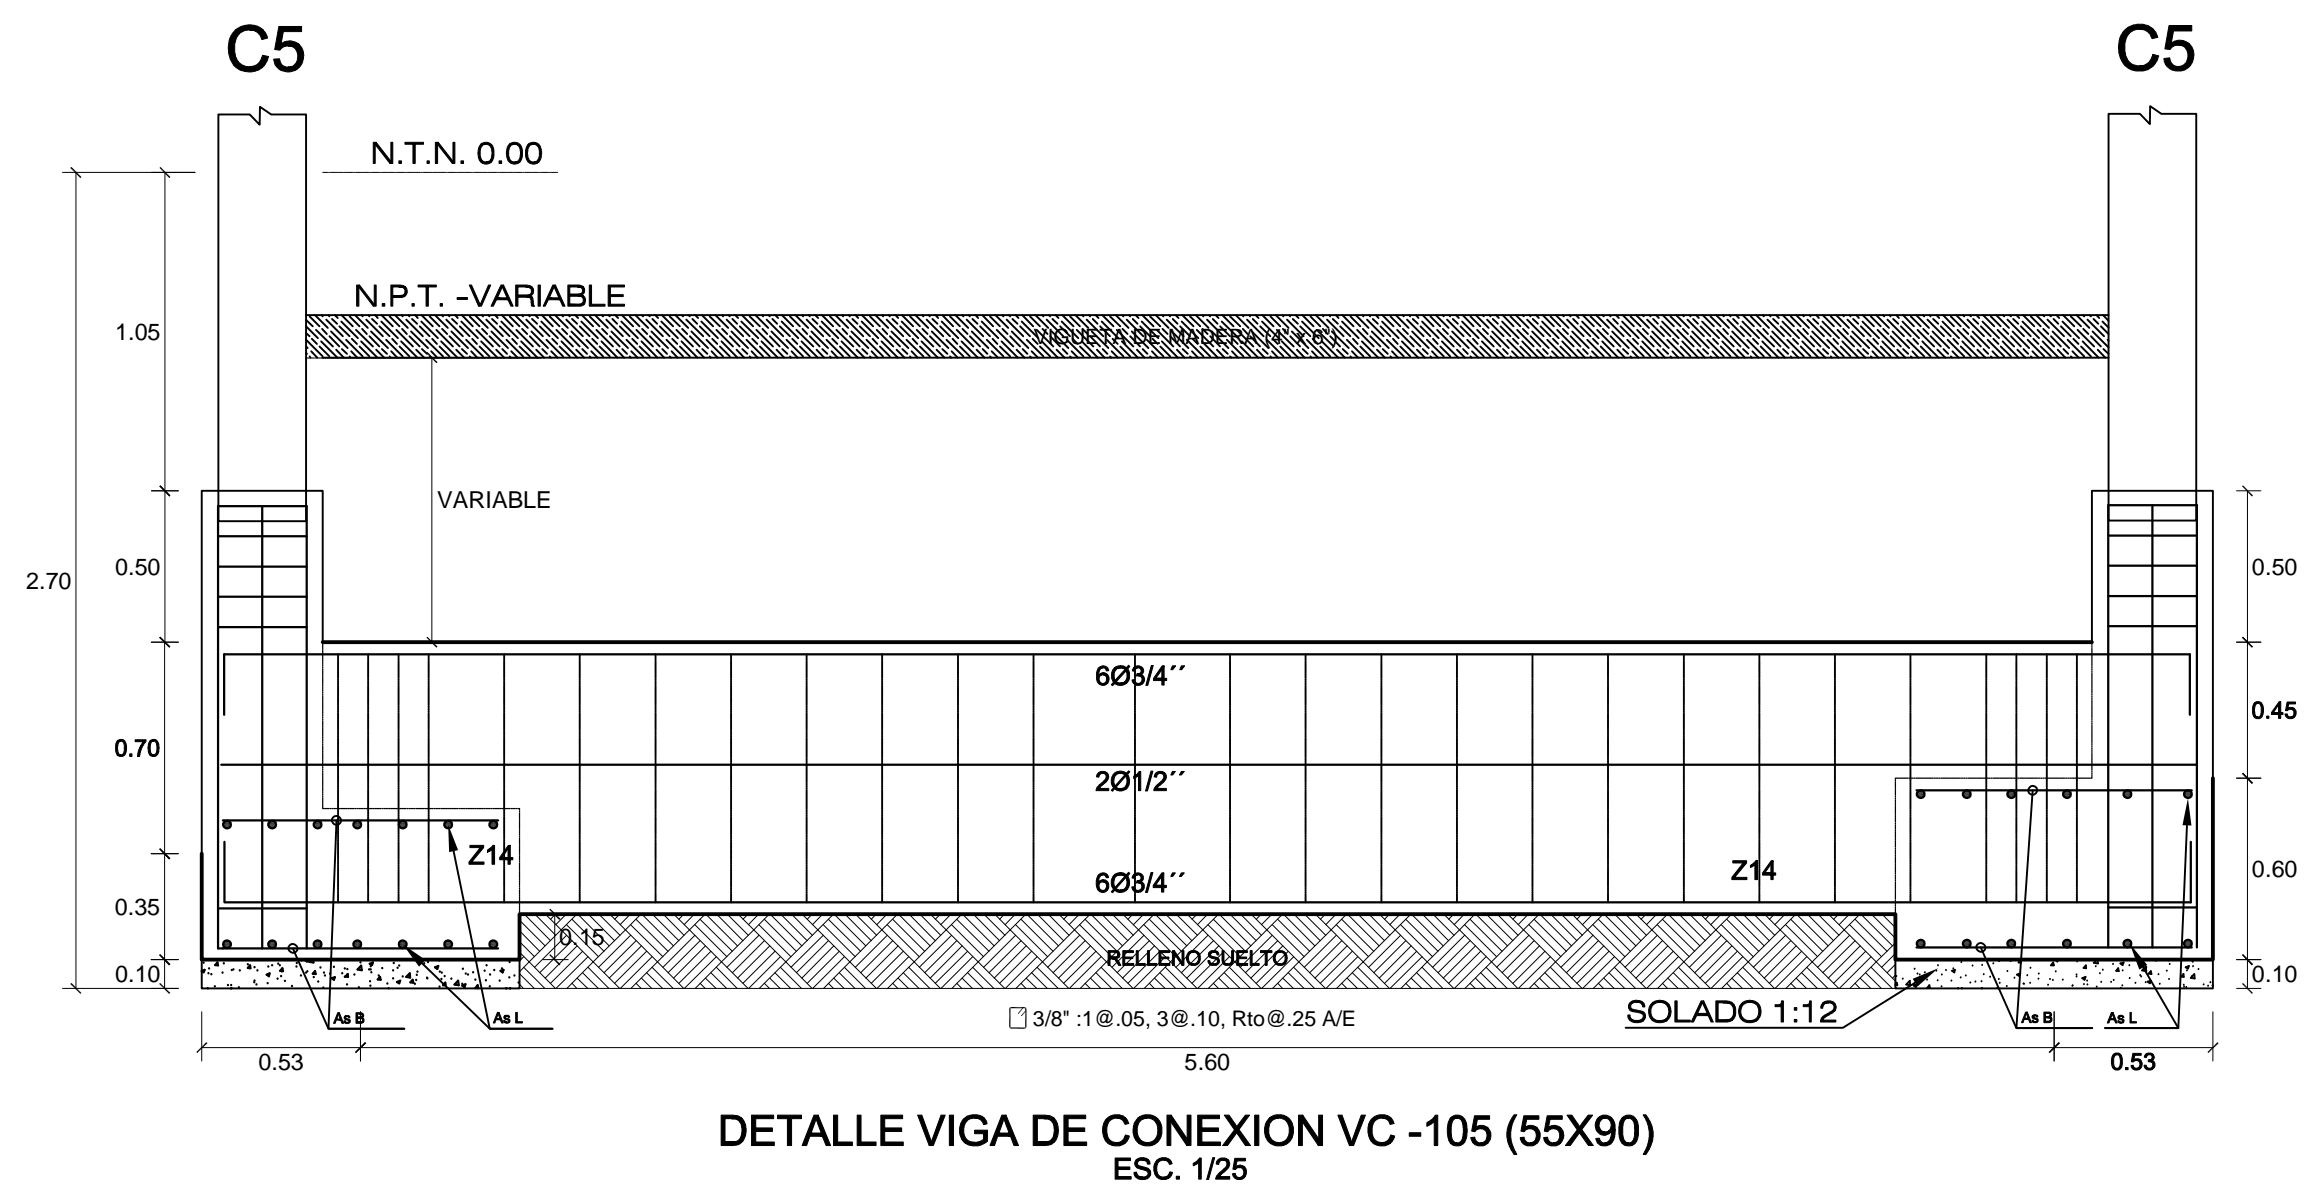 C5
C5
N.T.N. 0.00
N.P.T. -VARIABLE
VIGUETA DE MADERA (4" x 6")
1.05
VARIABLE
2.70
0.50
0.50
6Ø3/4´´
0.70
0.45
2Ø1/2´´
Z14
Z14
6Ø3/4´´
0.60
0.35
0.15
RELLENO SUELTO
0.10
0.10
As B
As L
3/8" :1@.05, 3@.10, Rto@.25 A/E
SOLADO 1:12
As B
As L
0.53
5.60
0.53
DETALLE VIGA DE CONEXION VC -105 (55X90)
ESC. 1/25